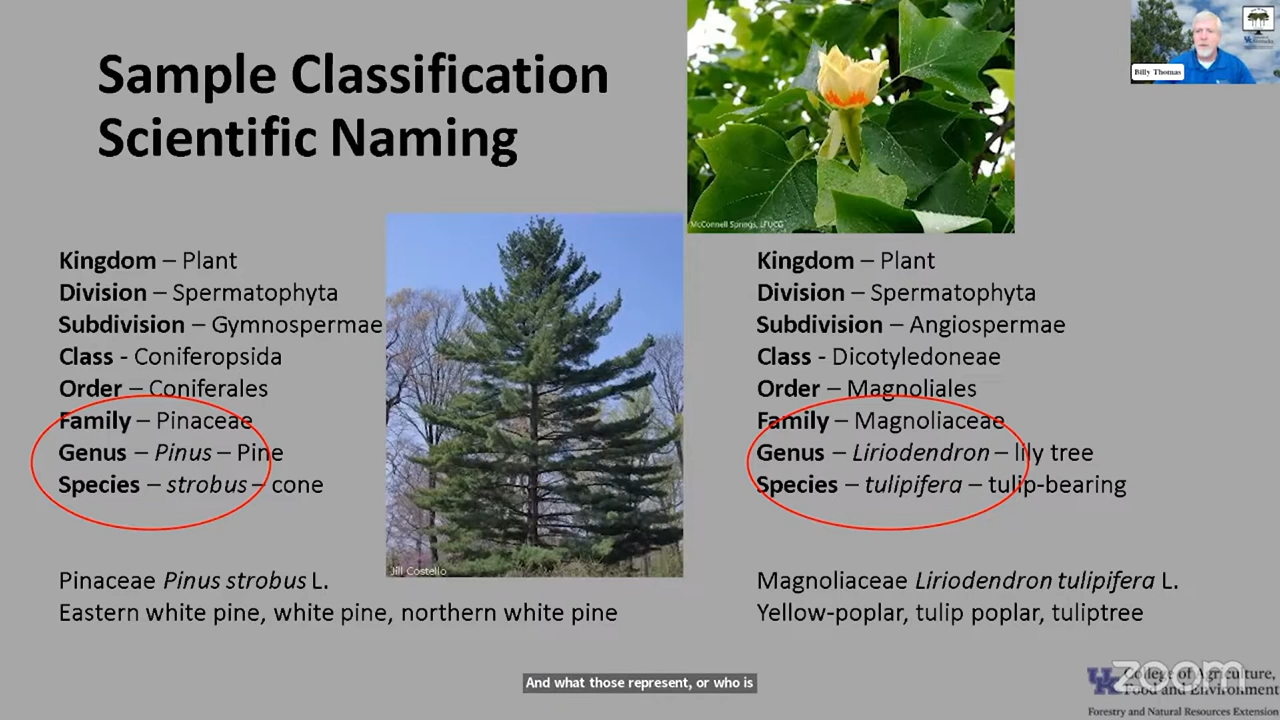 Sample Classification
Scientific Naming
Billy Thomas
McConnell Springs, LFUCG
Kingdom – Plant
Division – Spermatophyta
Subdivision – Gymnospermae
Class - Coniferopsida
Order – Coniferales
Family – Pinaceae
Genus – Pinus – Pine
Species – strobus – cone
Jill Costello
Kingdom – Plant
Division – Spermatophyta
Subdivision – Angiospermae
Class - Dicotyledoneae
Order – Magnoliales
Family – Magnoliaceae
Genus – Liriodendron – lily tree
Species – tulipifera – tulip-bearing
Pinaceae Pinus strobus L.
Eastern white pine, white pine, northern white pine
Magnoliaceae Liriodendron tulipifera L.
Yellow-poplar, tulip poplar, tuliptree
And what those represent, or who is
zoom
College of Agriculture,
Food and Environment
Forestry and Natural Resources Extension